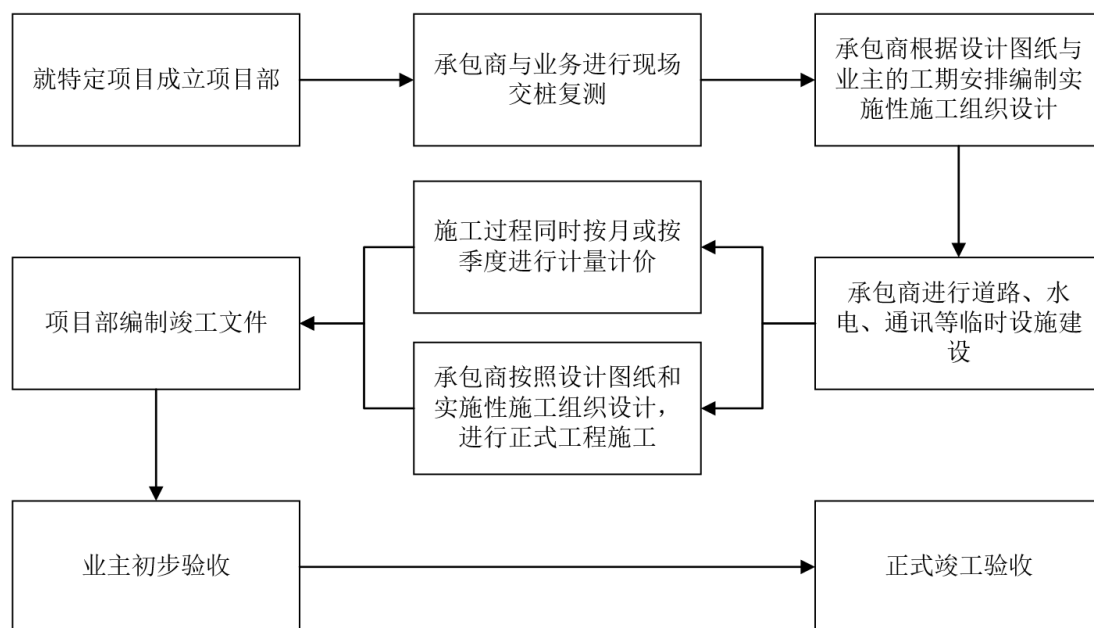 就特定项目成立项目部
承包商与业务进行现场
交桩复测
承包商根据设计图纸与
业主的工期安排编制实
施性施工组织设计
承包商进行道路、水
电、通讯等临时设施建
设
施工过程同时按月或按
季度进行计量计价
承包商按照设计图纸和
实施性施工组织设计，
进行正式工程施工
项目部编制竣工文件
业主初步验收
正式竣工验收